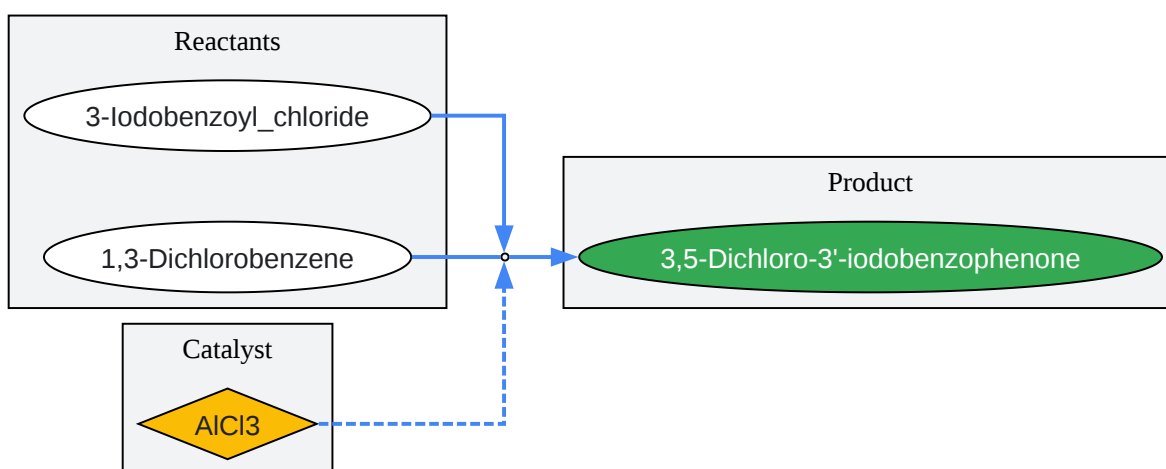 Reactants
3-Iodobenzoyl_chloride
1,3-Dichlorobenzene
Product
3,5-Dichloro-3'-iodobenzophenone
Catalyst
AlCl3